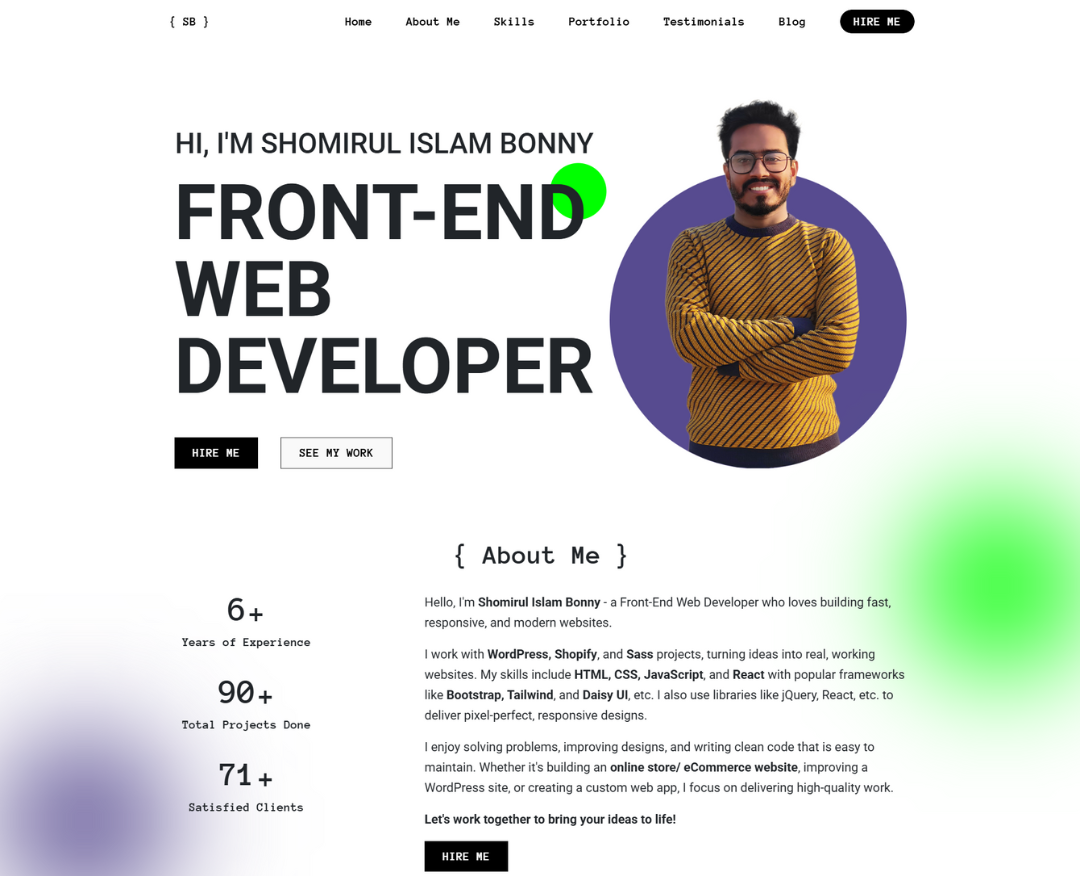 { SB }
Home
About Me
Skills
Portfolio
Testimonials
Blog
HIRE ME
HI, I'M SHOMIRUL ISLAM BONNY
FRONT-END
WEB
DEVELOPER
HIRE ME
SEE MY WORK
{ About Me }
6+
Years of Experience
90+
Total Projects Done
71+
Satisfied Clients
Hello, I'm Shomirul Islam Bonny - a Front-End Web Developer who loves building fast,
responsive, and modern websites.
I work with WordPress, Shopify, and Sass projects, turning ideas into real, working
websites. My skills include HTML, CSS, JavaScript, and React with popular frameworks
like Bootstrap, Tailwind, and Daisy UI, etc. I also use libraries like jQuery, React, etc. to
deliver pixel-perfect, responsive designs.
I enjoy solving problems, improving designs, and writing clean code that is easy to
maintain. Whether it's building an online store/ eCommerce website, improving a
WordPress site, or creating a custom web app, I focus on delivering high-quality work.
Let's work together to bring your ideas to life!
HIRE ME